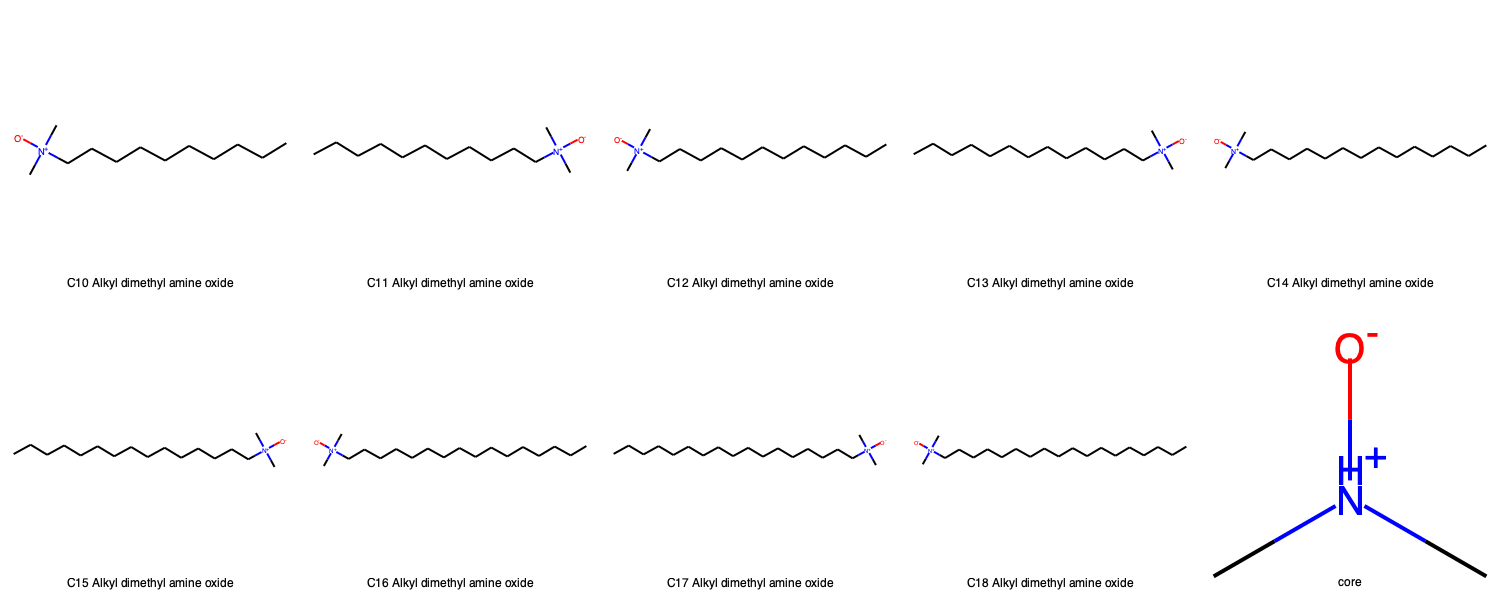 O⁻ N⁺
N⁺ O⁻
O⁻ N⁺
N⁺ O⁻
O⁻ N⁺
C10 Alkyl dimethyl amine oxide
C11 Alkyl dimethyl amine oxide
C12 Alkyl dimethyl amine oxide
C13 Alkyl dimethyl amine oxide
C14 Alkyl dimethyl amine oxide
N⁺ O⁻
O⁻ N⁺
N⁺ O⁻
O⁻ N⁺
O⁻
H⁺
N
C15 Alkyl dimethyl amine oxide
C16 Alkyl dimethyl amine oxide
C17 Alkyl dimethyl amine oxide
C18 Alkyl dimethyl amine oxide
core